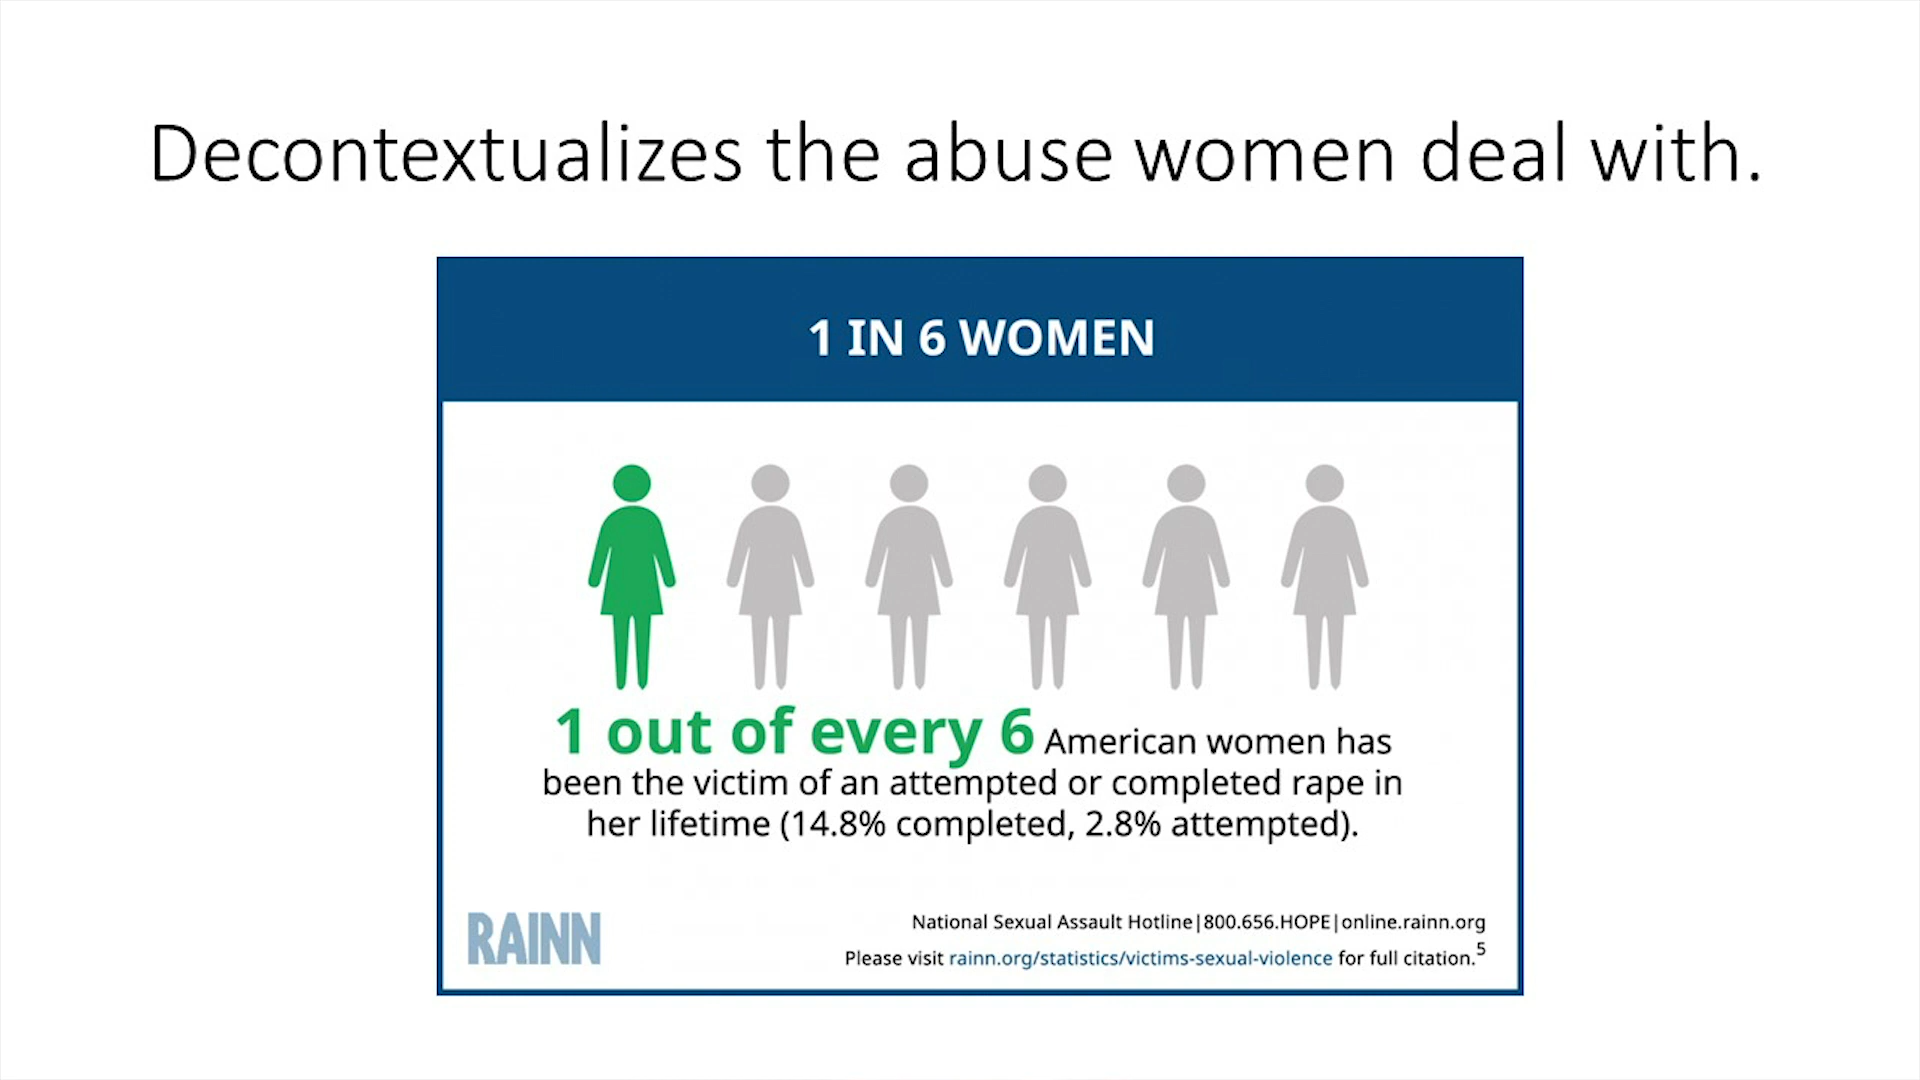 Decontextualizes the abuse women deal with.
1 IN 6 WOMEN
1 out of every 6 American women has
been the victim of an attempted or completed rape in
her lifetime (14.8% completed, 2.8% attempted).
RAINN
National Sexual Assault Hotline|800.656.HOPE|online.rainn.org
Please visit rainn.org/statistics/victims-sexual-violence for full citation.5